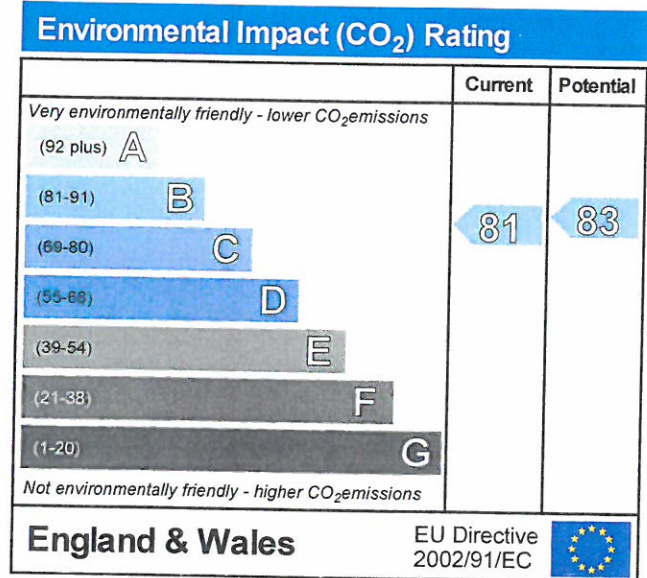 Environmental Impact (CO₂) Rating
Current Potential
Very environmentally friendly - lower CO₂emissions
(92 plus) A
(81-91) B
81 83
(69-80) C
(55-68) D
(39-54) E
(21-38) F
(1-20) G
Not environmentally friendly - higher CO₂emissions
England & Wales
EU Directive
2002/91/EC